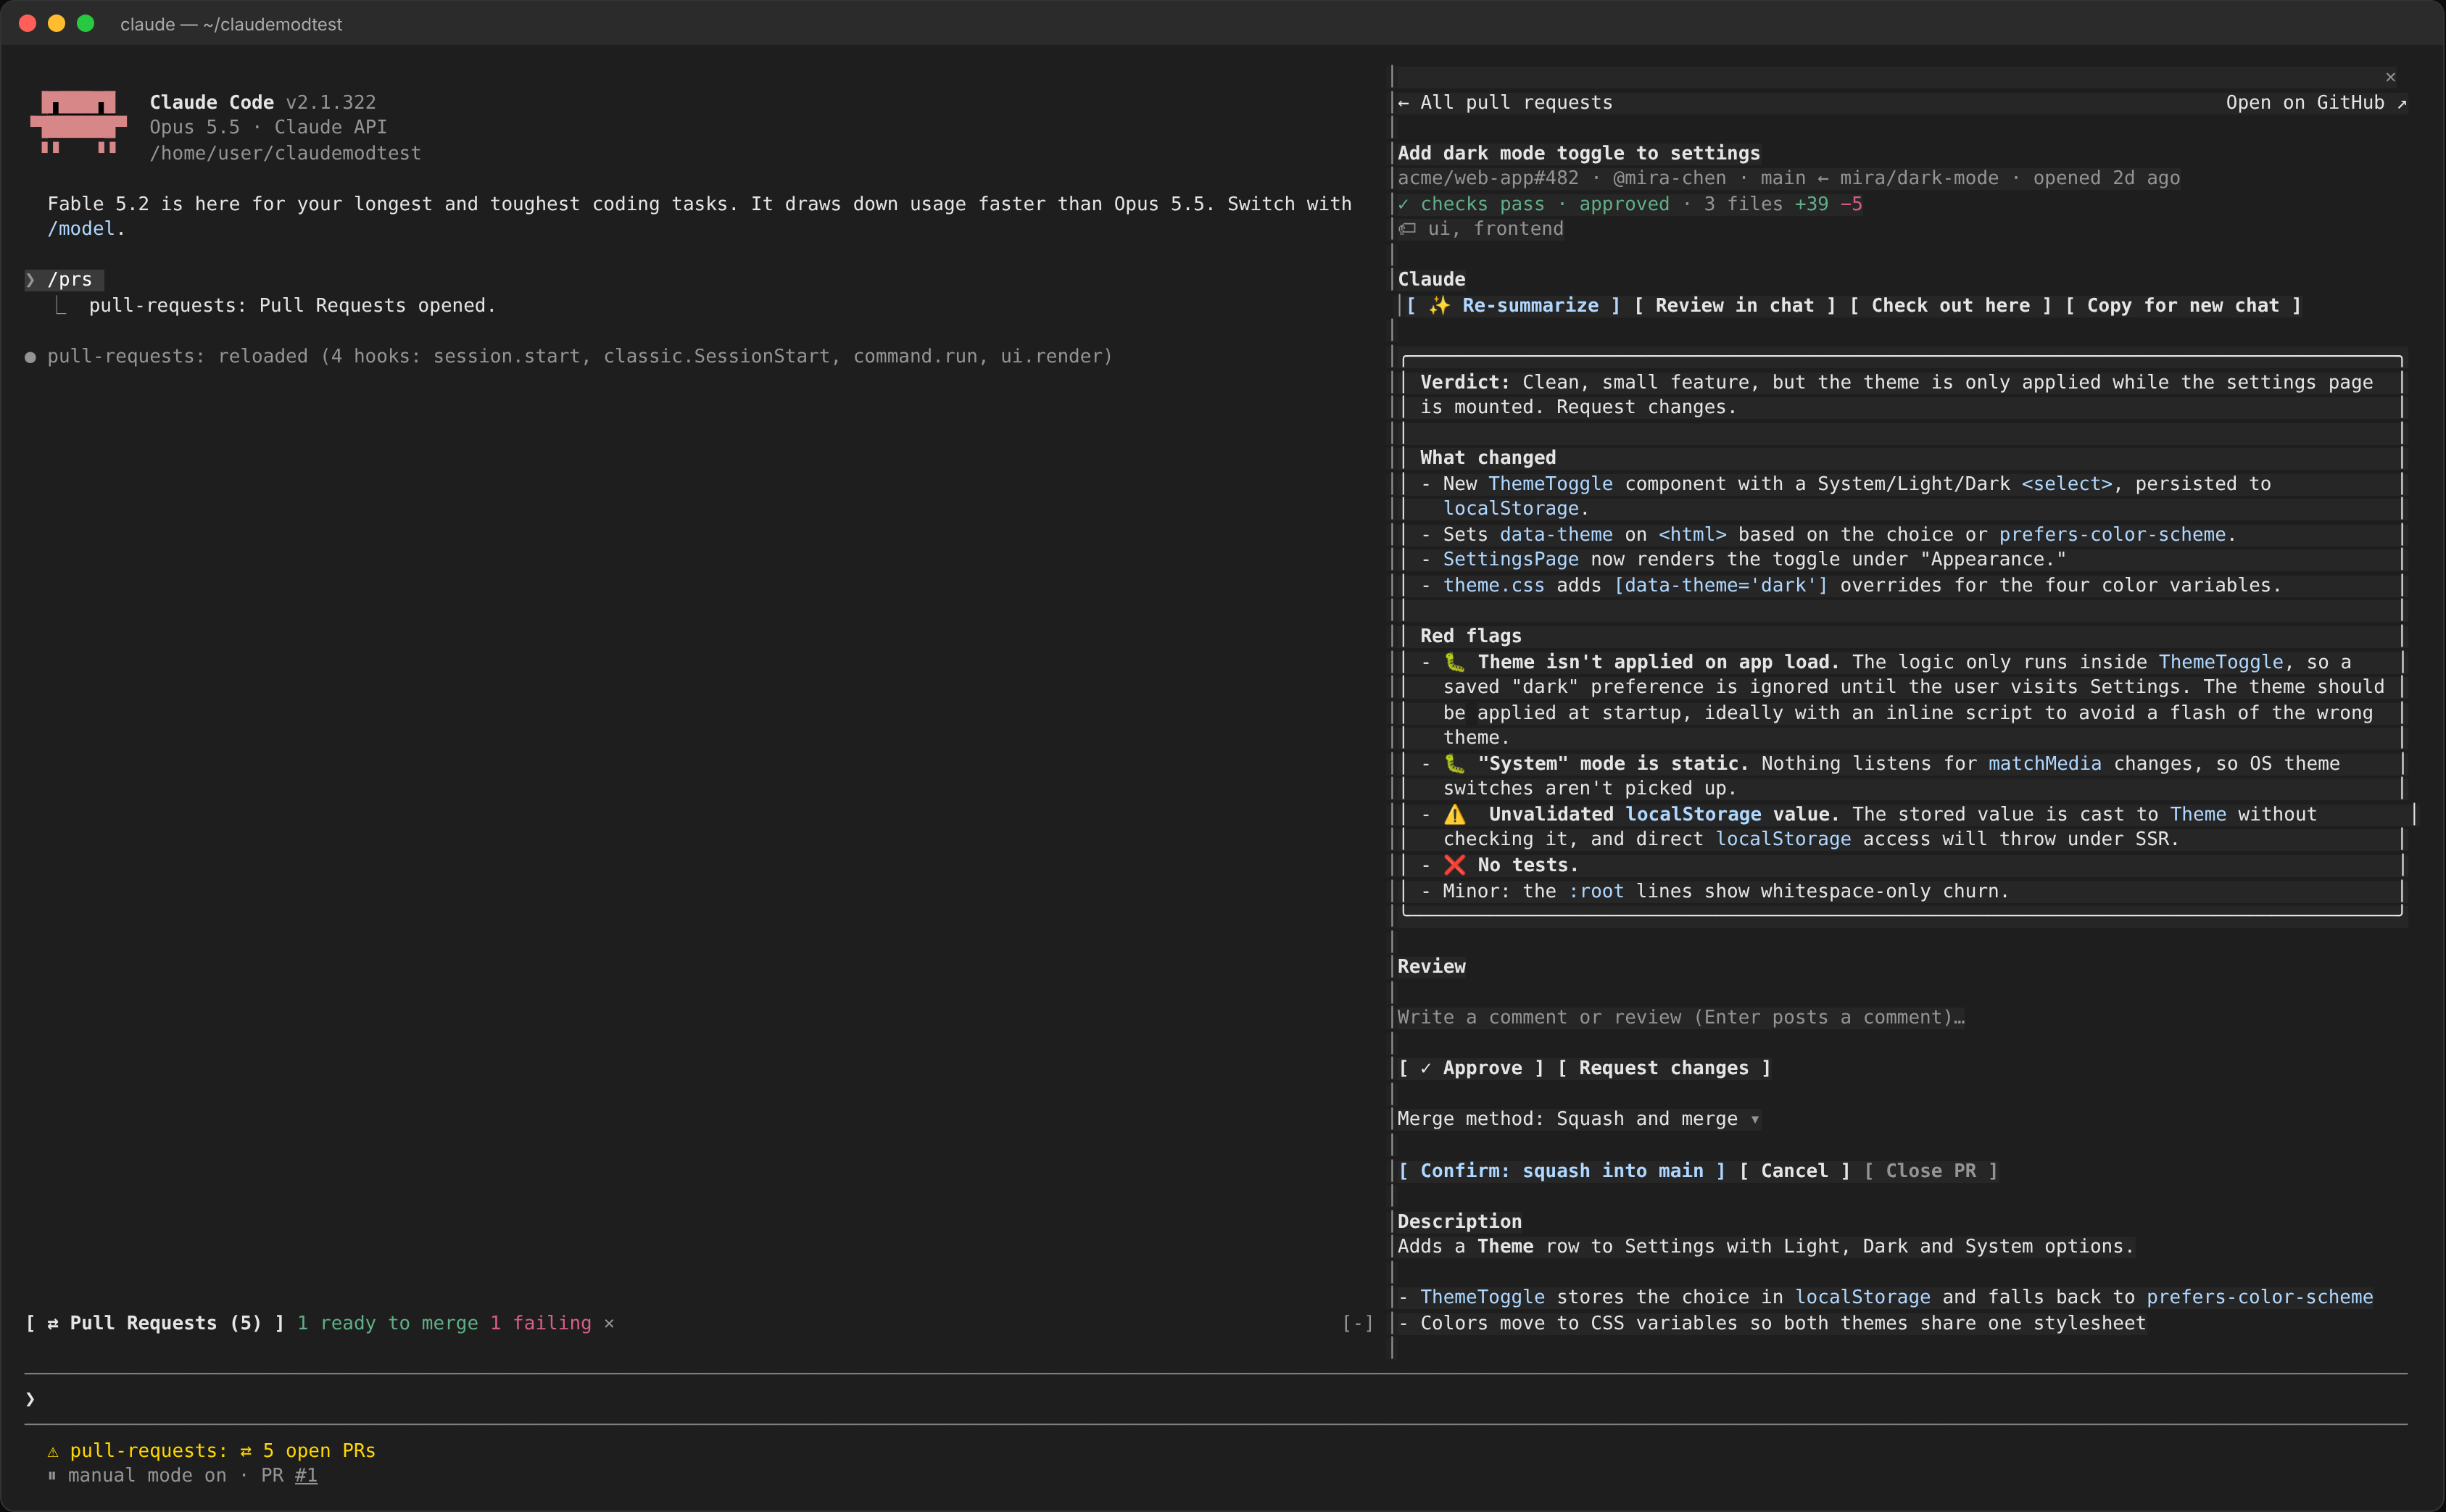 claude — ~/claudemodtest
Claude Code v2.1.322
Opus 5.5 · Claude API
/home/user/claudemodtest
Fable 5.2 is here for your longest and toughest coding tasks. It draws down usage faster than Opus 5.5. Switch with
/model.
❯ /prs
⎿ pull-requests: Pull Requests opened.
● pull-requests: reloaded (4 hooks: session.start, classic.SessionStart, command.run, ui.render)
[ ⇄ Pull Requests (5) ] 1 ready to merge 1 failing × [-]
×
← All pull requests Open on GitHub ↗
Add dark mode toggle to settings
acme/web-app#482 · @mira-chen · main ← mira/dark-mode · opened 2d ago
✓ checks pass · approved · 3 files +39 −5
🏷 ui, frontend
Claude
[ ✨ Re-summarize ] [ Review in chat ] [ Check out here ] [ Copy for new chat ]
Verdict: Clean, small feature, but the theme is only applied while the settings page
is mounted. Request changes.
What changed
- New ThemeToggle component with a System/Light/Dark <select>, persisted to
localStorage.
- Sets data-theme on <html> based on the choice or prefers-color-scheme.
- SettingsPage now renders the toggle under "Appearance."
- theme.css adds [data-theme='dark'] overrides for the four color variables.
Red flags
- 🐛 Theme isn't applied on app load. The logic only runs inside ThemeToggle, so a
saved "dark" preference is ignored until the user visits Settings. The theme should
be applied at startup, ideally with an inline script to avoid a flash of the wrong
theme.
- 🐛 "System" mode is static. Nothing listens for matchMedia changes, so OS theme
switches aren't picked up.
- ⚠️ Unvalidated localStorage value. The stored value is cast to Theme without
checking it, and direct localStorage access will throw under SSR.
- ❌ No tests.
- Minor: the :root lines show whitespace-only churn.
Review
Write a comment or review (Enter posts a comment)…
[ ✓ Approve ] [ Request changes ]
Merge method: Squash and merge ▾
[ Confirm: squash into main ] [ Cancel ] [ Close PR ]
Description
Adds a Theme row to Settings with Light, Dark and System options.
- ThemeToggle stores the choice in localStorage and falls back to prefers-color-scheme
- Colors move to CSS variables so both themes share one stylesheet
❯
⚠ pull-requests: ⇄ 5 open PRs
⏸ manual mode on · PR #1